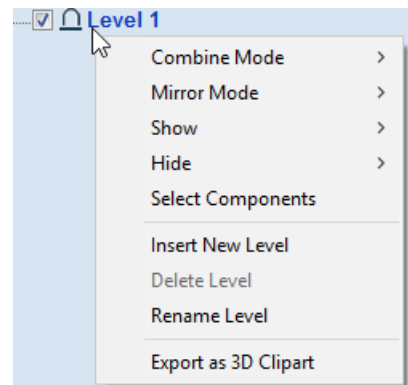 Level 1
Combine Mode
Mirror Mode
Show
Hide
Select Components
Insert New Level
Delete Level
Rename Level
Export as 3D Clipart